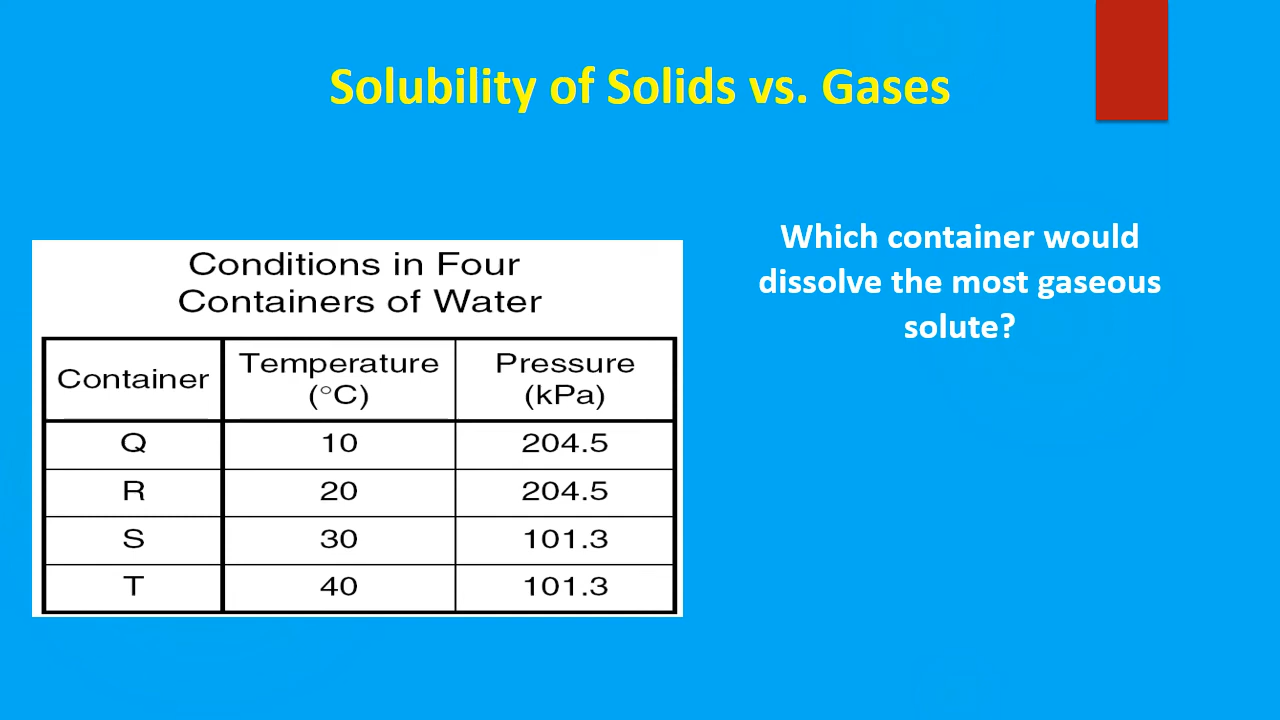 Solubility of Solids vs. Gases
Conditions in Four
Containers of Water
Container Temperature (°C) Pressure (kPa)
Q 10 204.5
R 20 204.5
S 30 101.3
T 40 101.3
Which container would
dissolve the most gaseous
solute?